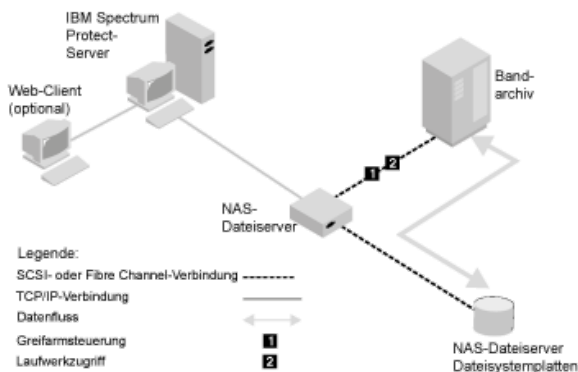 IBM Spectrum
Protect-
Server
Web-Client
(optional)
Band-
archiv
1
2
NAS-
Dateiserver
Legende:
SCSI- oder Fibre Channel-Verbindung
TCP/IP-Verbindung
Datenfluss
Greifarmsteuerung 1
Laufwerkzugriff 2
NAS-Dateiserver
Dateisystemplatten